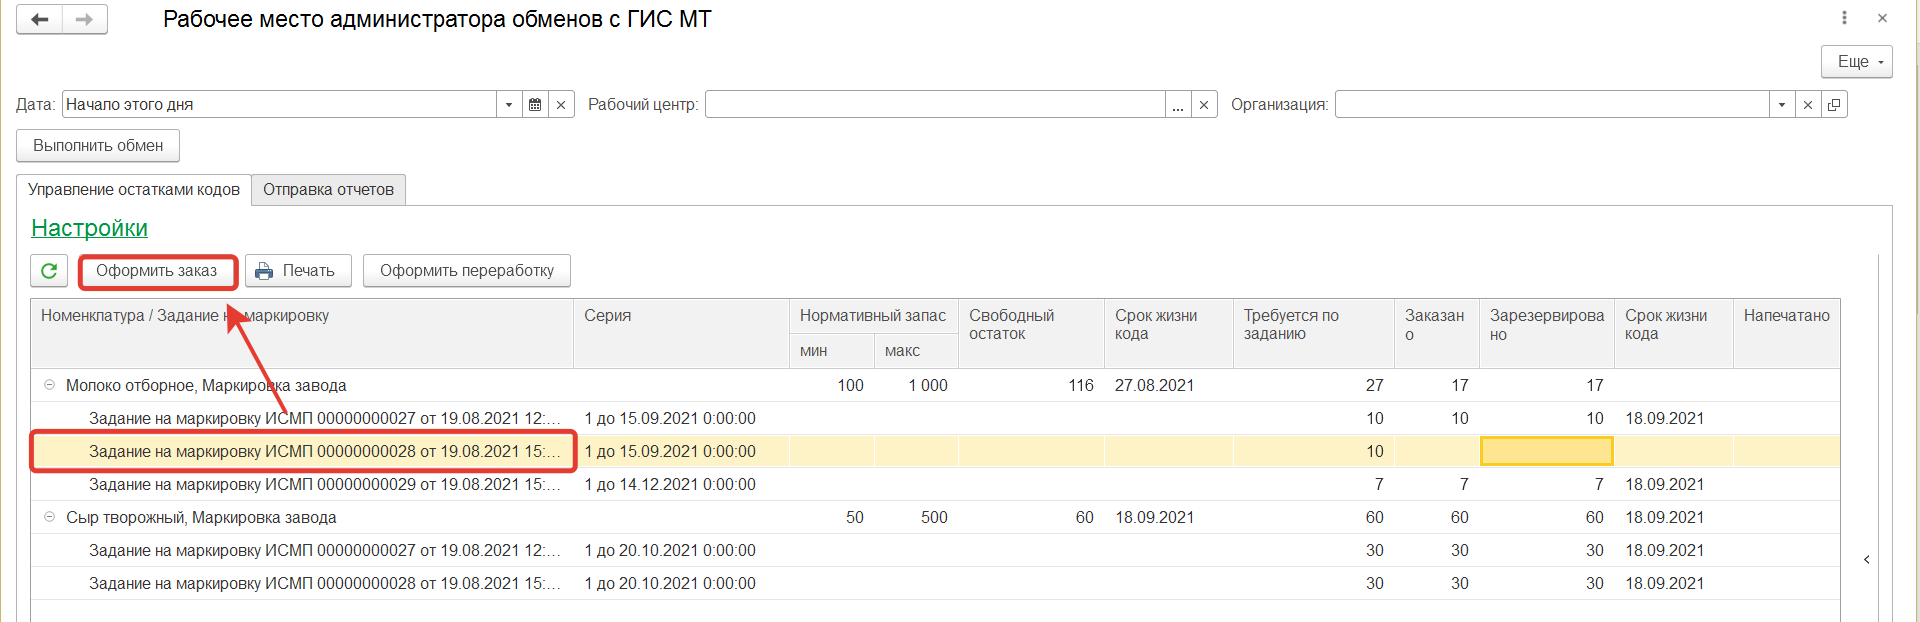 Рабочее место администратора обменов с ГИС МТ
Еще
Дата: Начало этого дня Рабочий центр: ... Организация:
Выполнить обмен
Управление остатками кодов Отправка отчетов
Настройки
Оформить заказ Печать Оформить переработку
Номенклатура / Задание на маркировку Серия Нормативный запас Свободный остаток Срок жизни кода Требуется по заданию Заказано Зарезервировано Срок жизни кода Напечатано
мин макс
Молоко отборное, Маркировка завода 100 1 000 116 27.08.2021 27 17 17
Задание на маркировку ИСМП 00000000027 от 19.08.2021 12:... 1 до 15.09.2021 0:00:00 10 10 10 18.09.2021
Задание на маркировку ИСМП 00000000028 от 19.08.2021 15:... 1 до 15.09.2021 0:00:00 10
Задание на маркировку ИСМП 00000000029 от 19.08.2021 15:... 1 до 14.12.2021 0:00:00 7 7 7 18.09.2021
Сыр творожный, Маркировка завода 50 500 60 18.09.2021 60 60 60 18.09.2021
Задание на маркировку ИСМП 00000000027 от 19.08.2021 12:... 1 до 20.10.2021 0:00:00 30 30 30 18.09.2021
Задание на маркировку ИСМП 00000000028 от 19.08.2021 15:... 1 до 20.10.2021 0:00:00 30 30 30 18.09.2021